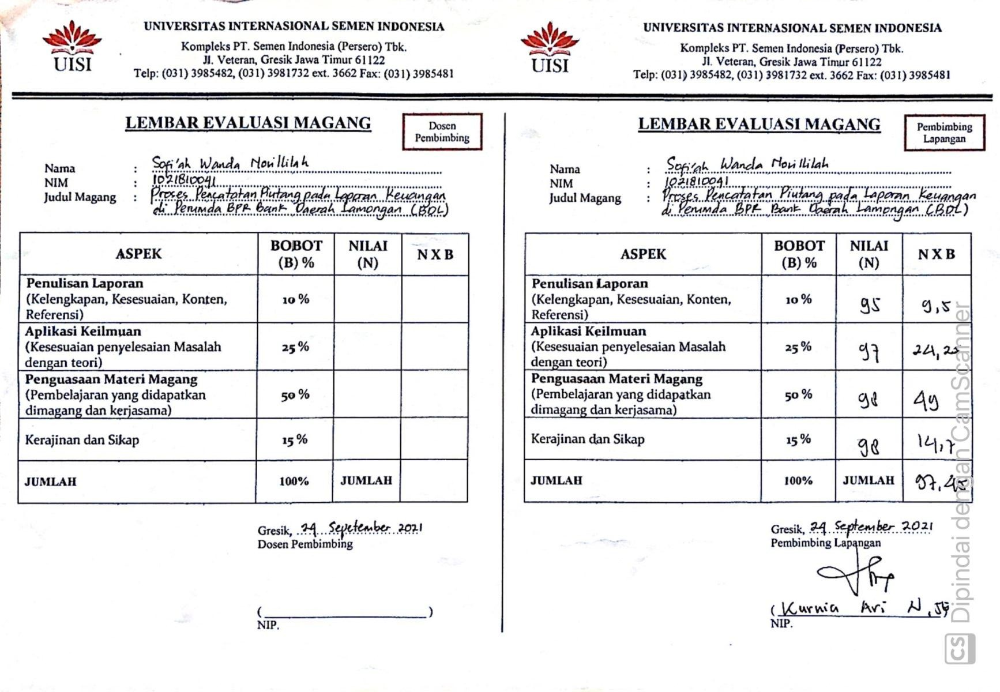 UISI
UNIVERSITAS INTERNASIONAL SEMEN INDONESIA
Kompleks PT. Semen Indonesia (Persero) Tbk.
Jl. Veteran, Gresik Jawa Timur 61122
Telp: (031) 3985482, (031) 3981732 ext. 3662 Fax: (031) 3985481
LEMBAR EVALUASI MAGANG
Dosen
Pembimbing
Nama : Sofi'ah Wanda Novillilah
NIM : 1021810041
Judul Magang : Proses Pencatatan Piutang pada Laporan Keuangan
di Perumda BPR Bank Daerah Lamongan (BDL)
ASPEK BOBOT (B) % NILAI (N) N X B
Penulisan Laporan
(Kelengkapan, Kesesuaian, Konten, 10 %
Referensi)
Aplikasi Keilmuan
(Kesesuaian penyelesaian Masalah 25 %
dengan teori)
Penguasaan Materi Magang
(Pembelajaran yang didapatkan 50 %
dimagang dan kerjasama)
Kerajinan dan Sikap 15 %
JUMLAH 100% JUMLAH
Gresik, 24 Sepetember 2021
Dosen Pembimbing
( )
NIP.
UISI
UNIVERSITAS INTERNASIONAL SEMEN INDONESIA
Kompleks PT. Semen Indonesia (Persero) Tbk.
Jl. Veteran, Gresik Jawa Timur 61122
Telp: (031) 3985482, (031) 3981732 ext. 3662 Fax: (031) 3985481
LEMBAR EVALUASI MAGANG
Pembimbing
Lapangan
Nama : Sofi'ah Wanda Novillilah
NIM : 1021810041
Judul Magang : Proses Pencatatan Piutang pada Laporan Keuangan
di Perumda BPR Bank Daerah Lamongan (BDL)
ASPEK BOBOT (B) % NILAI (N) N X B
Penulisan Laporan
(Kelengkapan, Kesesuaian, Konten, 10 % 95 9,5
Referensi)
Aplikasi Keilmuan
(Kesesuaian penyelesaian Masalah 25 % 97 24,25
dengan teori)
Penguasaan Materi Magang
(Pembelajaran yang didapatkan 50 % 98 49
dimagang dan kerjasama)
Kerajinan dan Sikap 15 % 98 14,7
JUMLAH 100% JUMLAH 97.45
Gresik, 24 September 2021
Pembimbing Lapangan
(Kurnia Ari N
NIP.
CS Dipindai dengan CamScanner